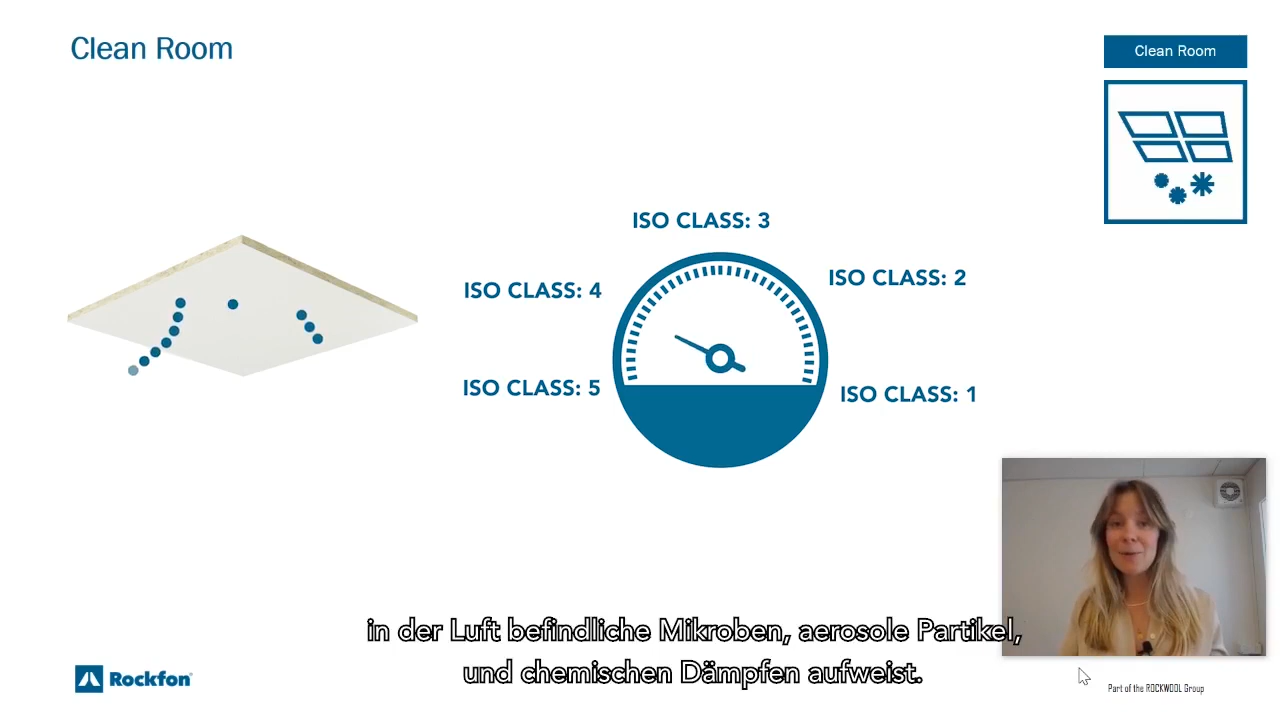 Clean Room
Clean Room
ISO CLASS: 3
ISO CLASS: 4
ISO CLASS: 2
ISO CLASS: 5
ISO CLASS: 1
in der Luft befindliche Mikroben, aerosole Partikel,
und chemischen Dämpfen aufweist.
Rockfon®
Part of the ROCKWOOL Group